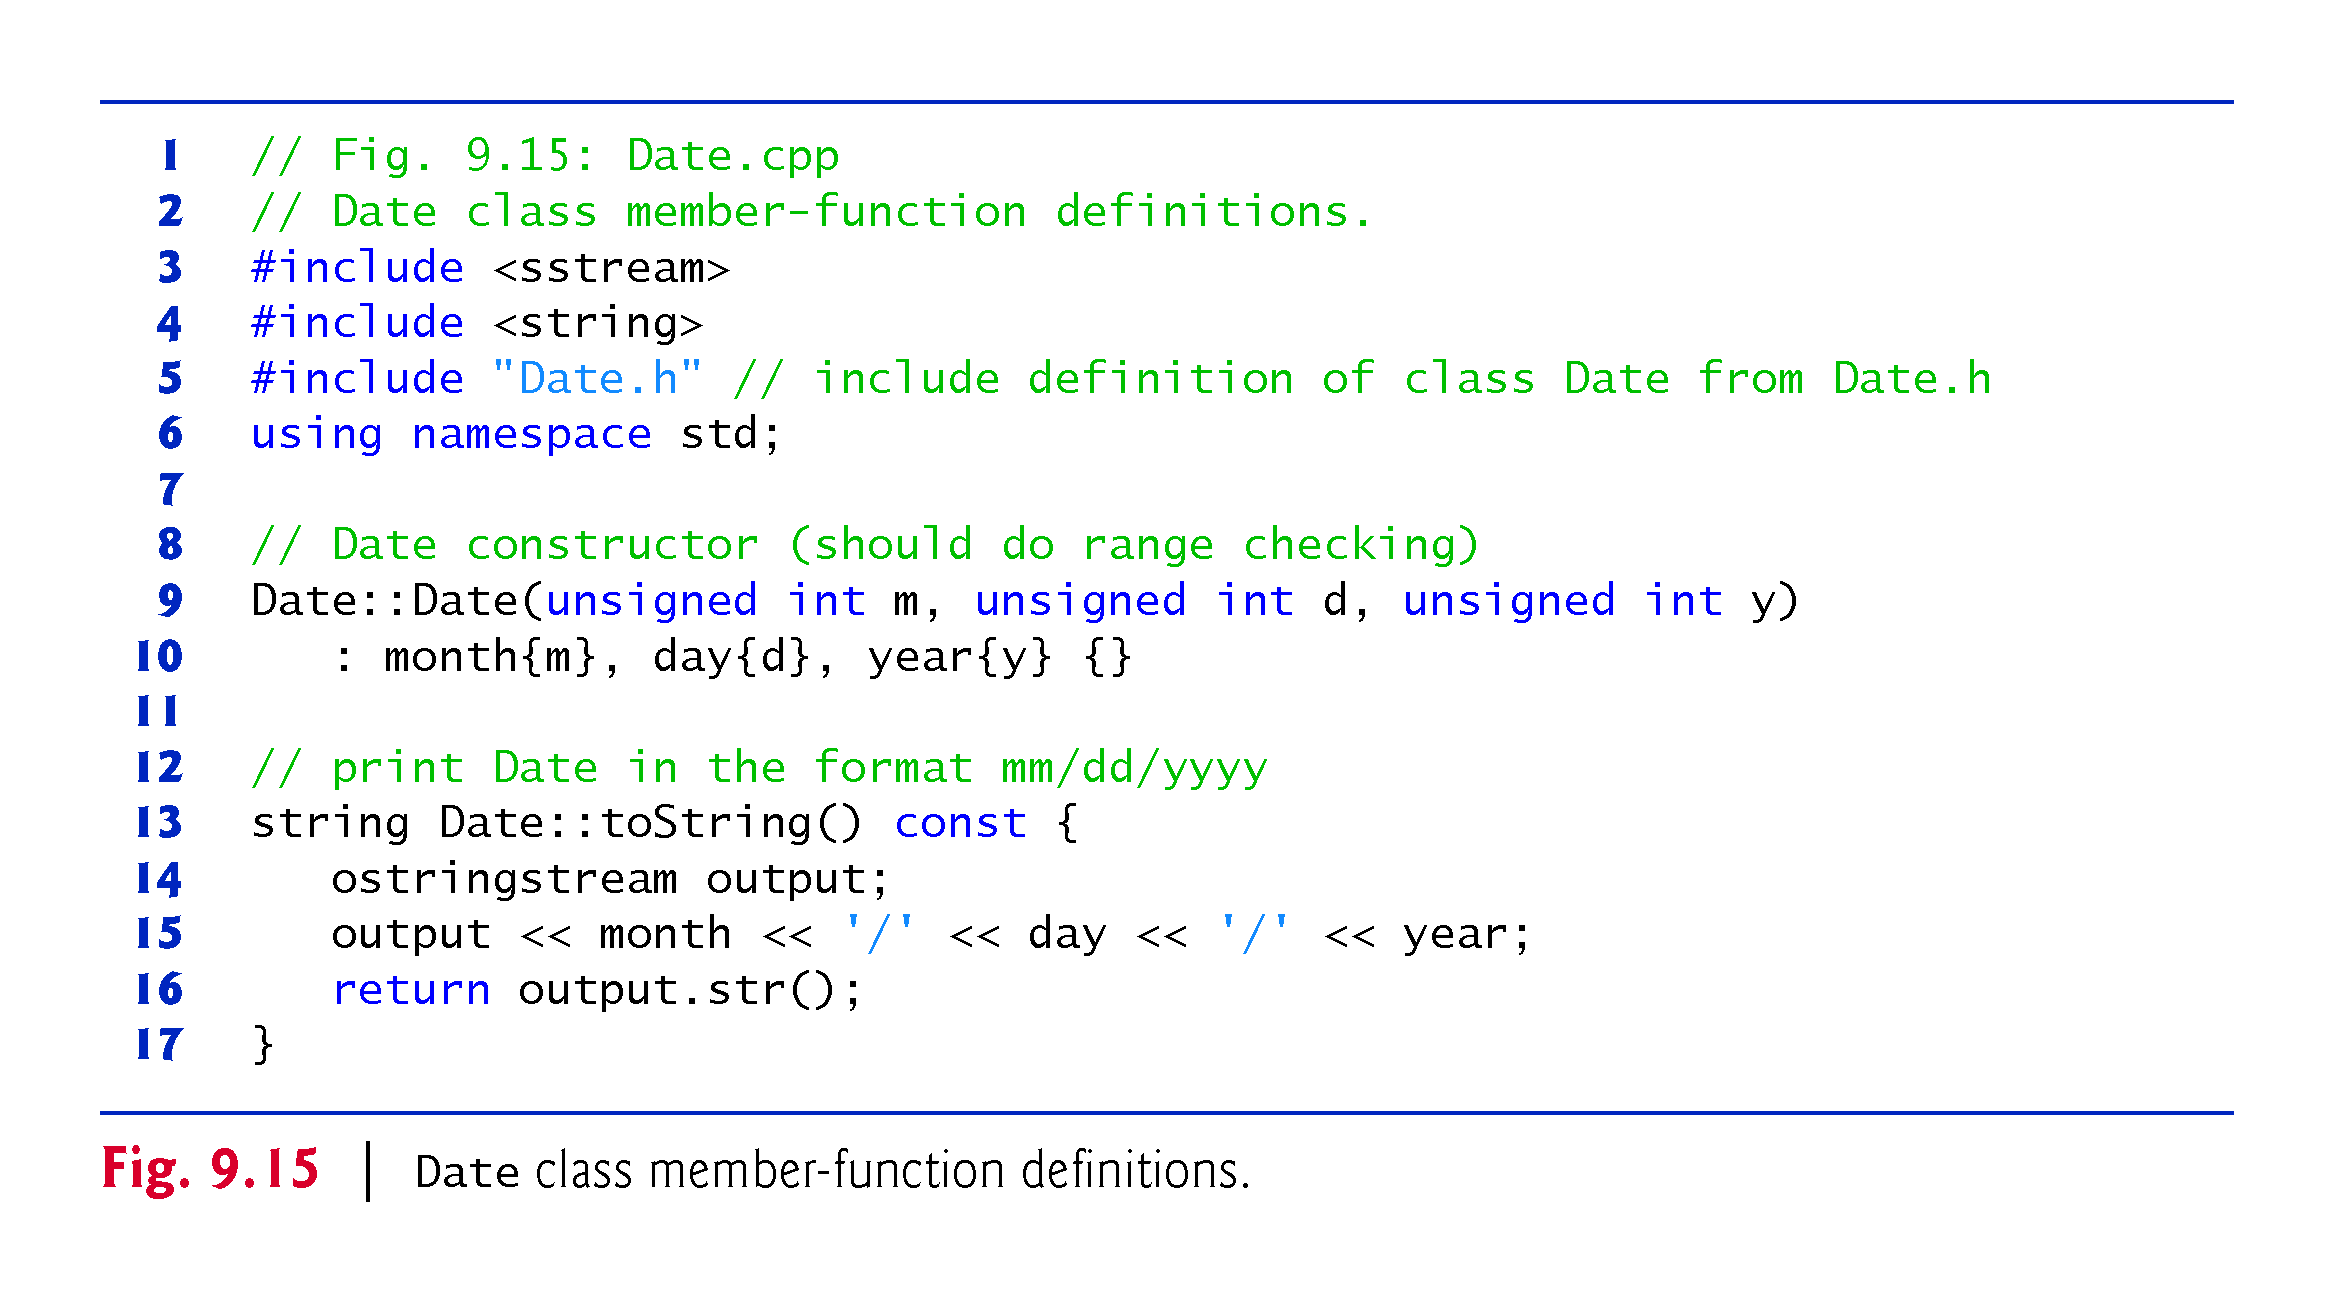 1 // Fig. 9.15: Date.cpp
2 // Date class member-function definitions.
3 #include <sstream>
4 #include <string>
5 #include "Date.h" // include definition of class Date from Date.h
6 using namespace std;
7
8 // Date constructor (should do range checking)
9 Date::Date(unsigned int m, unsigned int d, unsigned int y)
10    : month{m}, day{d}, year{y} {}
11
12 // print Date in the format mm/dd/yyyy
13 string Date::toString() const {
14    ostringstream output;
15    output << month << '/' << day << '/' << year;
16    return output.str();
17 }
Fig. 9.15 | Date class member-function definitions.